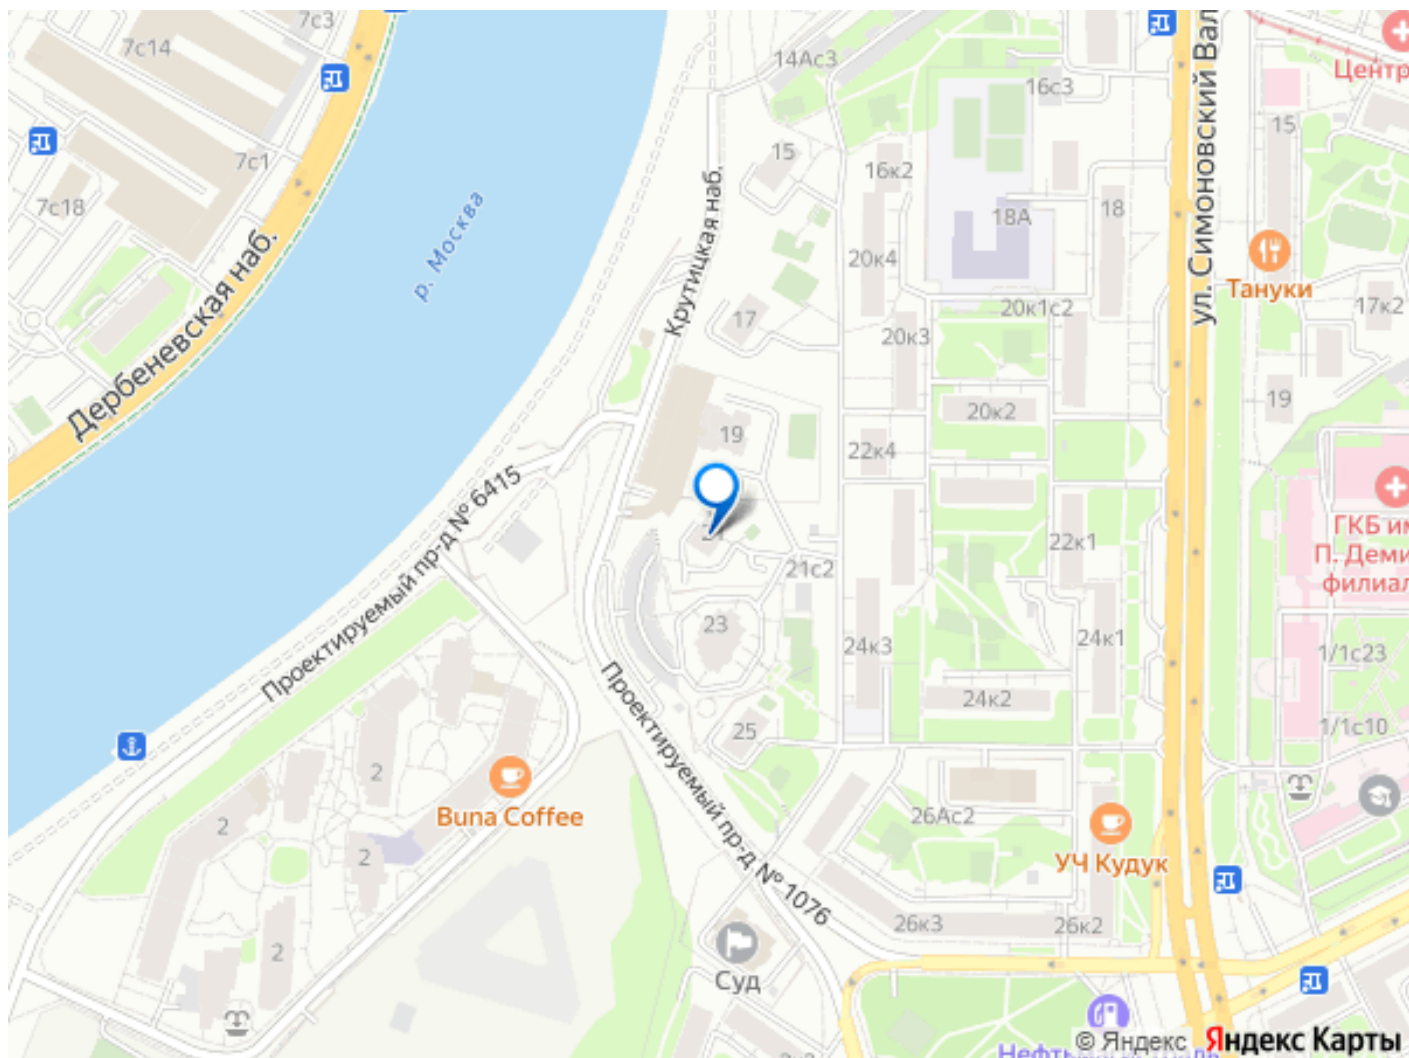 7с3
7с14
14Ас3
ул. Симоновский Вал
Центр
16с3
15
15
7с1
16к2
7с18
р. Москва
Крутицкая наб.
18А
18
Дербеневская наб.
20к4
Тануки
17
20к1с2
17к2
20к3
19
20к2
19
22к4
Проектируемый пр-д № 6415
ГКБ им
П. Деми
филиал
22к1
21с2
23
24к3
24к1
1/1с23
24к2
Проектируемый пр-д № 1076
25
1/1с10
2
Buna Coffee
2
26Ас2
2
УЧ Кудук
26к3
26к2
2
Суд
© Яндекс Яндекс Карты